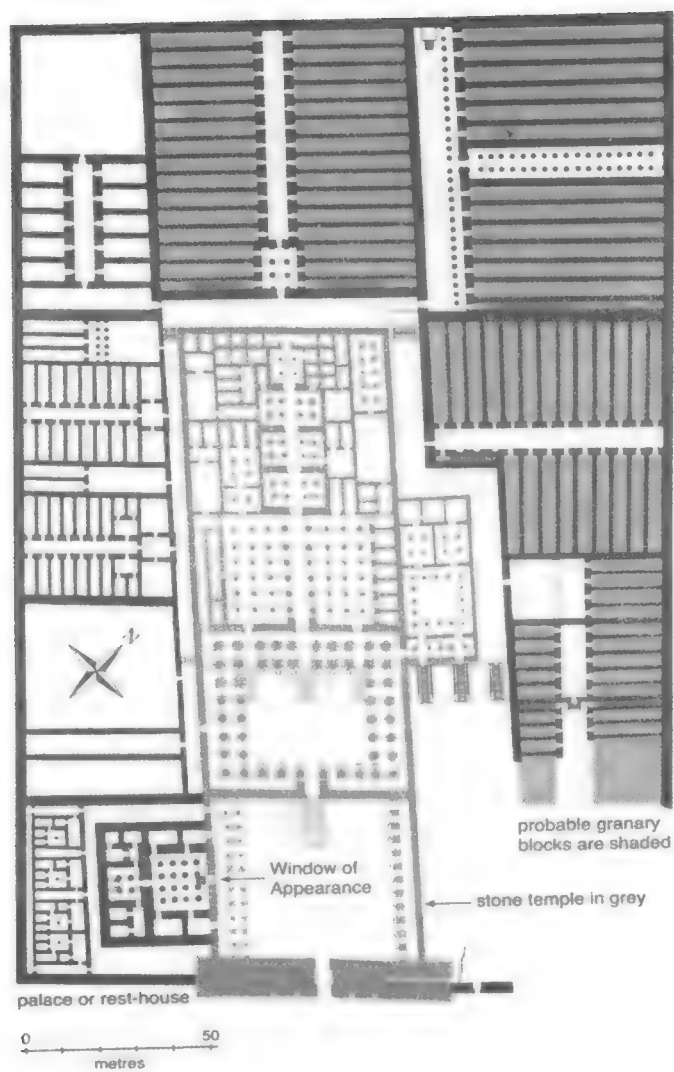 N
probable granary
blocks are shaded
Window of
Appearance
stone temple in grey
palace or rest-house
0 50
metres